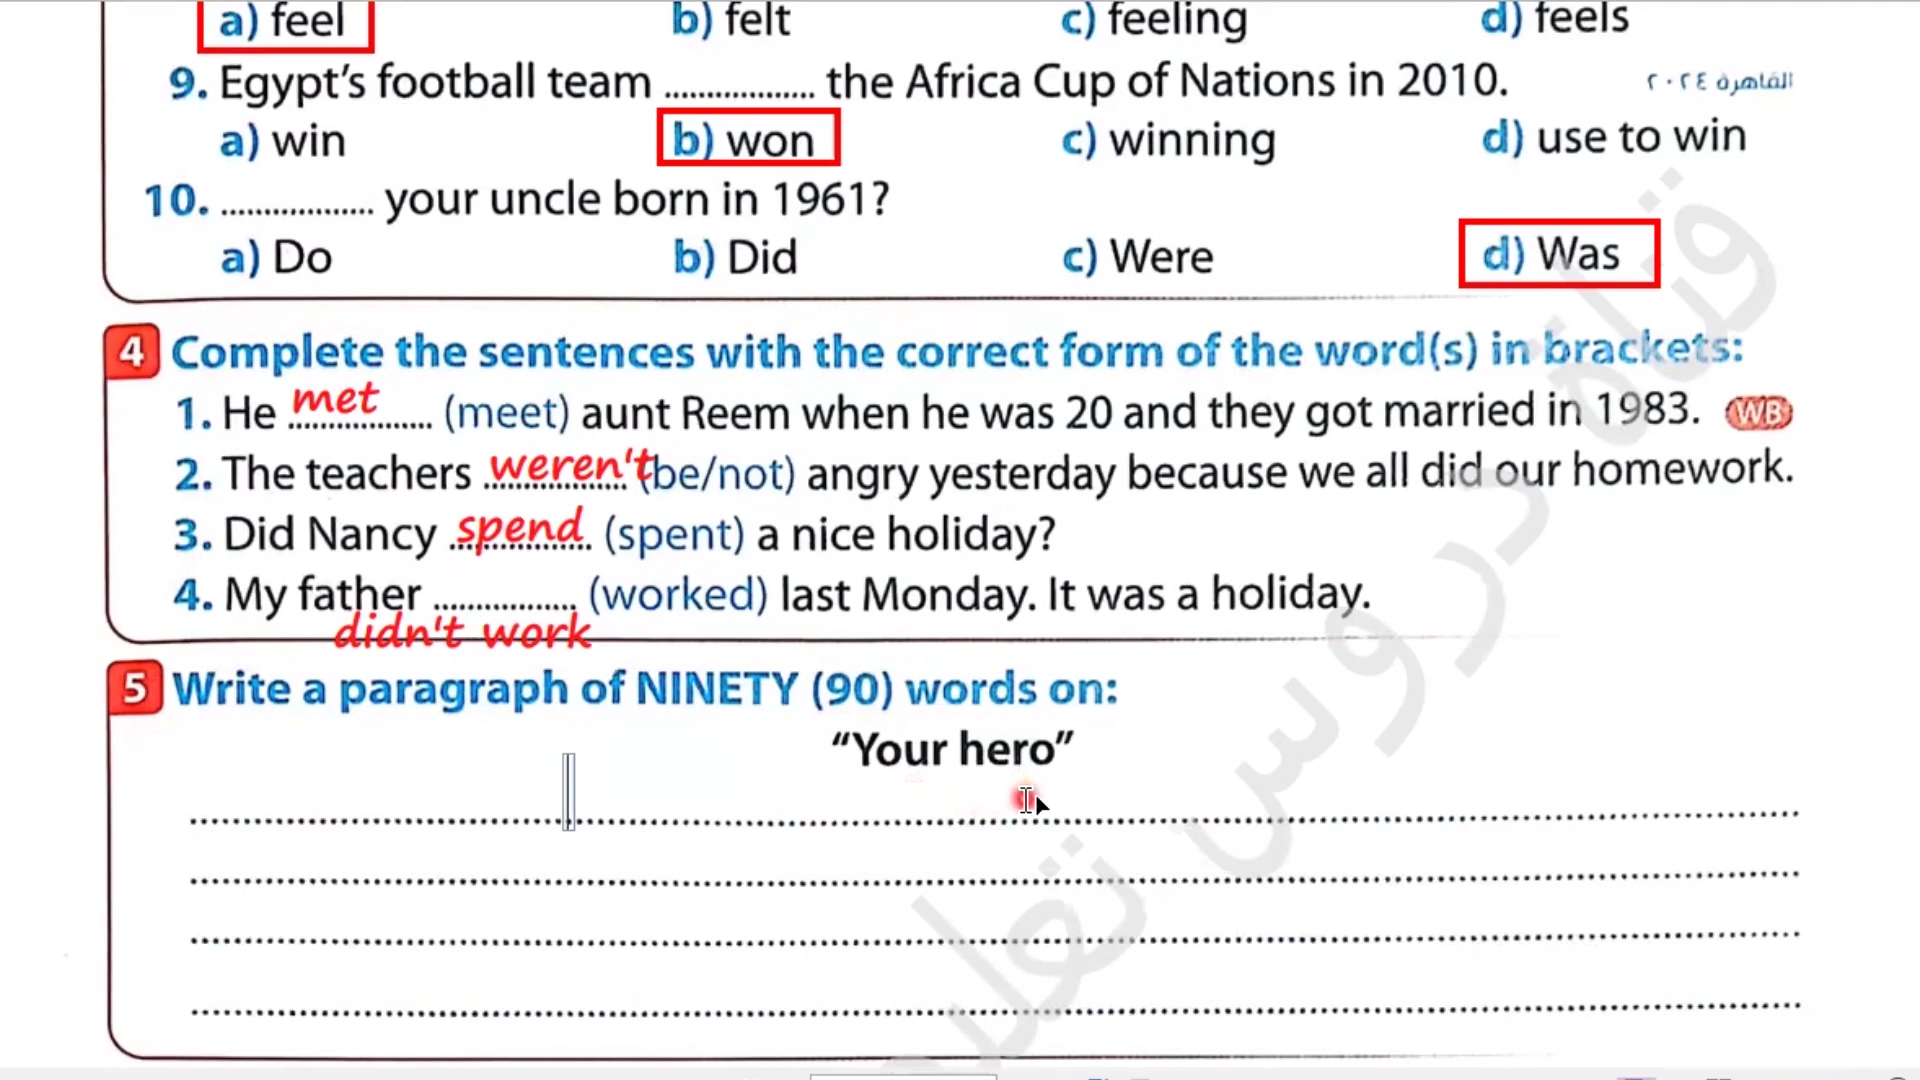 a) feel b) felt c) feeling d) feels
9. Egypt's football team ................. the Africa Cup of Nations in 2010. القاهرة ٢٠٢٤
a) win b) won c) winning d) use to win
10. ................. your uncle born in 1961?
a) Do b) Did c) Were d) Was
4 Complete the sentences with the correct form of the word(s) in brackets:
1. He met ................ (meet) aunt Reem when he was 20 and they got married in 1983. WB
2. The teachers weren't ................ (be/not) angry yesterday because we all did our homework.
3. Did Nancy spend ................ (spent) a nice holiday?
4. My father ................ (worked) last Monday. It was a holiday.
didn't work
5 Write a paragraph of NINETY (90) words on:
"Your hero"
قناة دروس تعليم